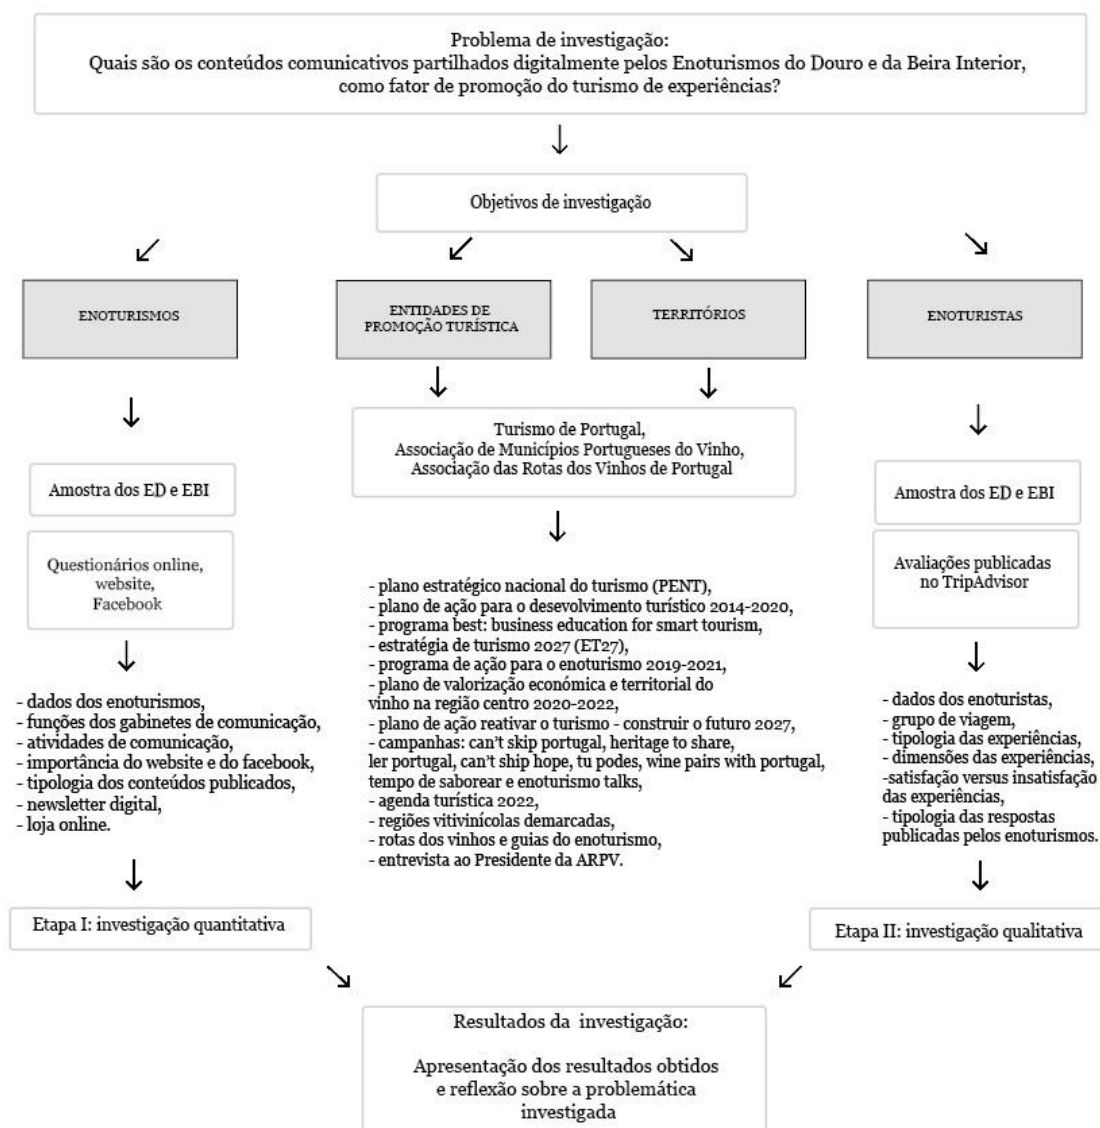 Problema de investigação:
Quais são os conteúdos comunicativos partilhados digitalmente pelos Enoturismos do Douro e da Beira Interior,
como fator de promoção do turismo de experiências?
Objetivos de investigação
ENOTURISMOS
ENTIDADES DE
PROMOÇÃO TURÍSTICA
TERRITÓRIOS
ENOTURISTAS
Amostra dos ED e EBI
Questionários online,
website,
Facebook
- dados dos enoturismos,
- funções dos gabinetes de comunicação,
- atividades de comunicação,
- importância do website e do facebook,
- tipologia dos conteúdos publicados,
- newsletter digital,
- loja online.
Etapa I: investigação quantitativa
Turismo de Portugal,
Associação de Municípios Portugueses do Vinho,
Associação das Rotas dos Vinhos de Portugal
- plano estratégico nacional do turismo (PENT),
- plano de ação para o desevolvimento turístico 2014-2020,
- programa best: business education for smart tourism,
- estratégia de turismo 2027 (ET27),
- programa de ação para o enoturismo 2019-2021,
- plano de valorização económica e territorial do
vinho na região centro 2020-2022,
- plano de ação reativar o turismo - construir o futuro 2027,
- campanhas: can't skip portugal, heritage to share,
ler portugal, can't ship hope, tu podes, wine pairs with portugal,
tempo de saborear e enoturismo talks,
- agenda turística 2022,
- regiões vitivinícolas demarcadas,
- rotas dos vinhos e guias do enoturismo,
- entrevista ao Presidente da ARPV.
Amostra dos ED e EBI
Avaliações publicadas
no TripAdvisor
- dados dos enoturistas,
- grupo de viagem,
- tipologia das experiências,
- dimensões das experiências,
-satisfação versus insatisfação
das experiências,
- tipologia das respostas
publicadas pelos enoturismos.
Etapa II: investigação qualitativa
Resultados da investigação:
Apresentação dos resultados obtidos
e reflexão sobre a problemática
investigada